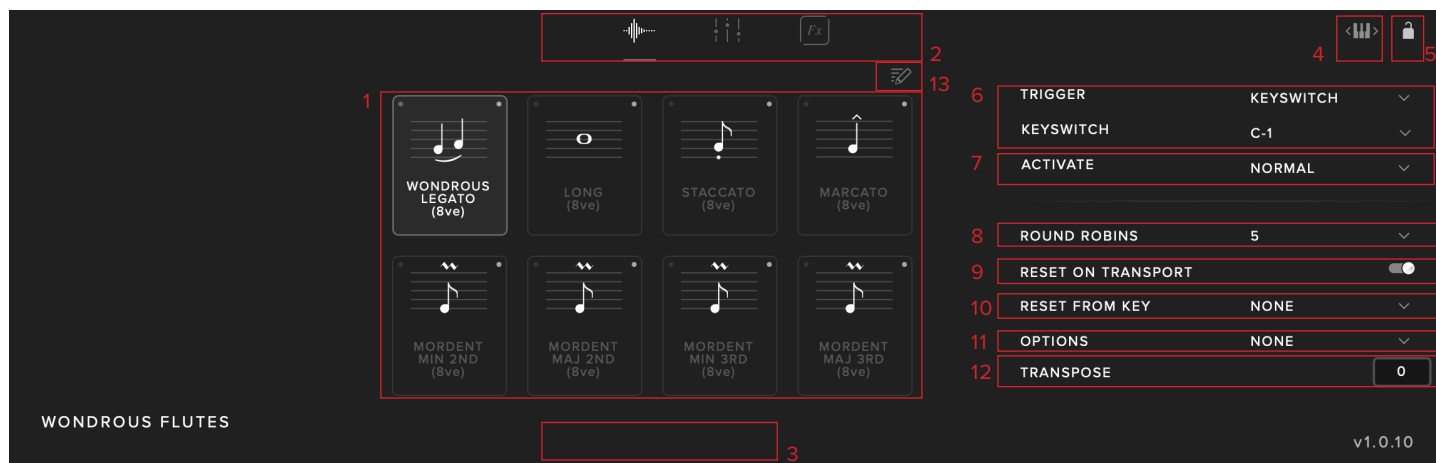 Fx
2
4
5
13
1
6
TRIGGER KEYSWITCH
KEYSWITCH C-1
7
ACTIVATE NORMAL
WONDROUS
LEGATO
(8ve)
LONG
(8ve)
STACCATO
(8ve)
MARCATO
(8ve)
8
ROUND ROBINS 5
9
RESET ON TRANSPORT
10
RESET FROM KEY NONE
11
OPTIONS NONE
12
TRANSPOSE 0
MORDENT
MIN 2ND
(8ve)
MORDENT
MAJ 2ND
(8ve)
MORDENT
MIN 3RD
(8ve)
MORDENT
MAJ 3RD
(8ve)
WONDROUS FLUTES
3
v1.0.10